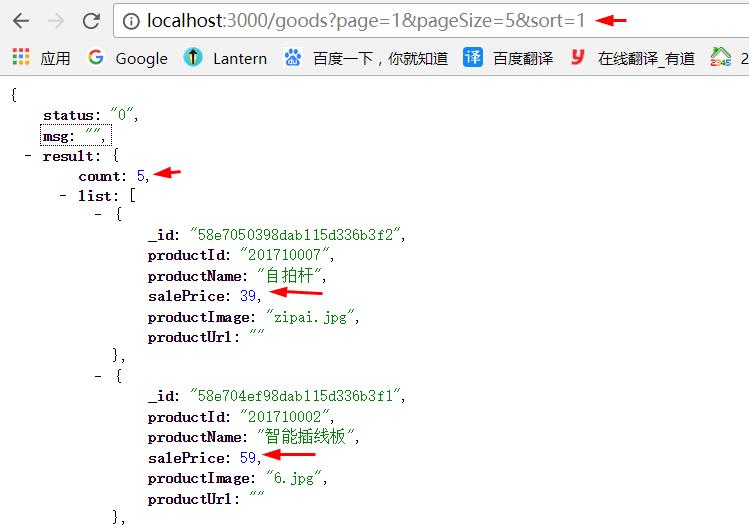 localhost:3000/goods?page=1&pageSize=5&sort=1
应用 Google Lantern 百度一下，你就知道 译 百度翻译 在线翻译_有道 2345 2
{
status: "0",
msg: "",
- result: {
count: 5,
- list: [
- {
_id: "58e7050398dab115d336b3f2",
productId: "201710007",
productName: "自拍杆",
salePrice: 39,
productImage: "zipai.jpg",
productUrl: ""
},
- {
_id: "58e704ef98dab115d336b3f1",
productId: "201710002",
productName: "智能插线板",
salePrice: 59,
productImage: "6.jpg",
productUrl: ""
},